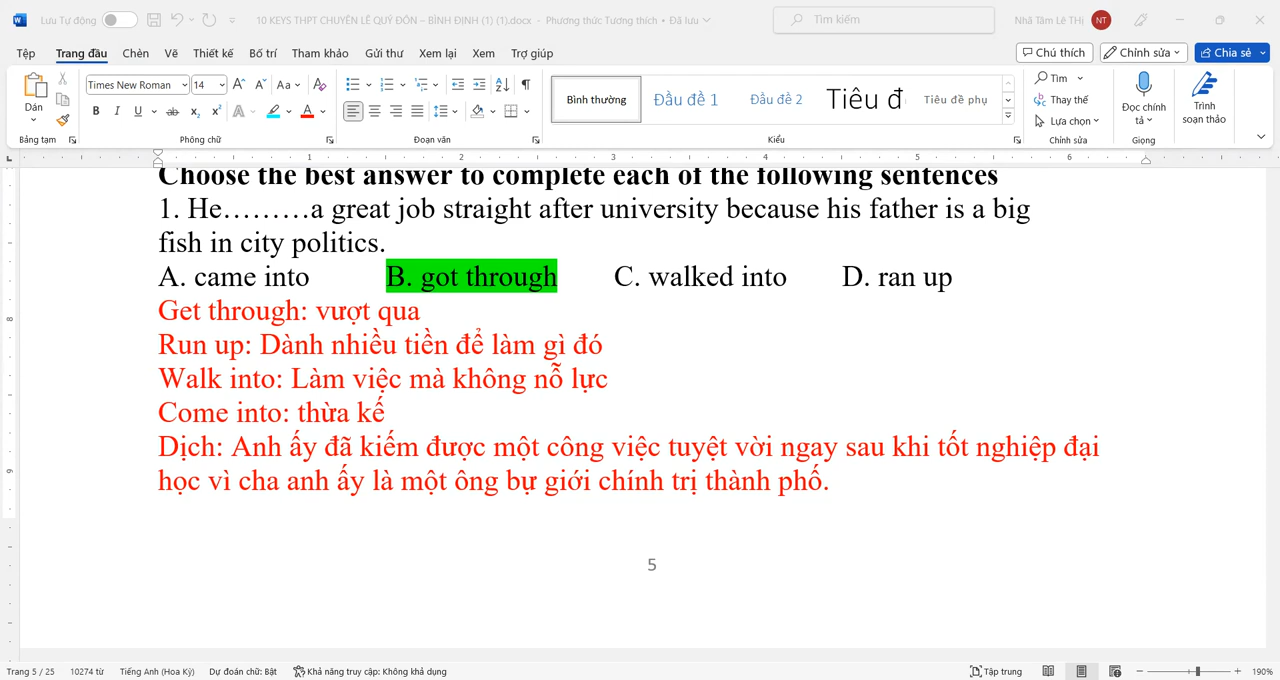 Lưu Tự động
10 KEYS THPT CHUYÊN LÊ QUÝ ĐÔN – BÌNH ĐỊNH (1) (1).docx - Phương thức Tương thích • Đã lưu
Tìm kiếm
Nhã Tâm Lê THị
NT
Tệp Trang đầu Chèn Vẽ Thiết kế Bố trí Tham khảo Gửi thư Xem lại Xem Trợ giúp
Chú thích Chỉnh sửa Chia sẻ
Dán
Times New Roman 14
Bình thường Đầu đề 1 Đầu đề 2 Tiêu đ Tiêu đề phụ
Tìm
Thay thế
Lựa chọn
Đọc chính tả
Trình soạn thảo
Bảng tạm Phông chữ Đoạn văn Kiểu Chỉnh sửa Giọng
1 2 3 4 5 6
Choose the best answer to complete each of the following sentences
1. He………a great job straight after university because his father is a big
fish in city politics.
A. came into B. got through C. walked into D. ran up
Get through: vượt qua
Run up: Dành nhiều tiền để làm gì đó
Walk into: Làm việc mà không nỗ lực
Come into: thừa kế
Dịch: Anh ấy đã kiếm được một công việc tuyệt vời ngay sau khi tốt nghiệp đại
học vì cha anh ấy là một ông bự giới chính trị thành phố.
5
8
9
Trang 5 / 25 10274 từ Tiếng Anh (Hoa Kỳ) Dự đoán chữ: Bật Khả năng truy cập: Không khả dụng
Tập trung
190%